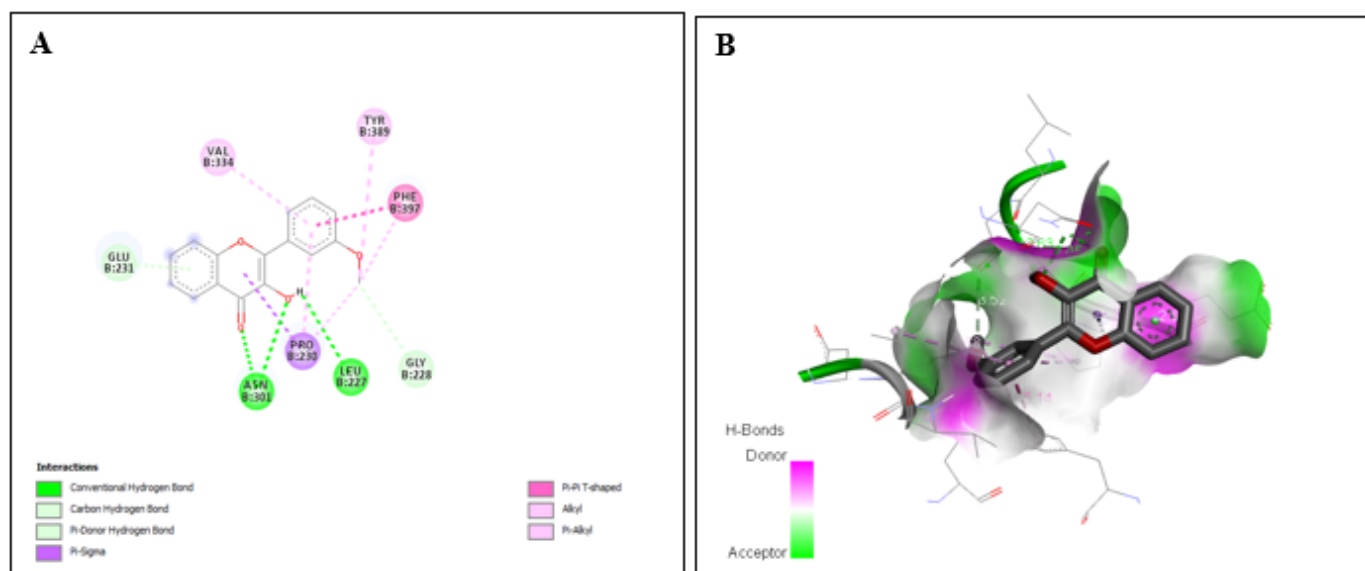 A
TYR
B:389
VAL
B:334
PHE
B:397
GLU
B:231
O
O
H
O
O
PRO
B:230
GLY
B:228
LEU
B:227
ASN
B:301
Interactions
Conventional Hydrogen Bond
Carbon Hydrogen Bond
Pi-Donor Hydrogen Bond
Pi-Sigma
Pi-Pi T-shaped
Alkyl
Pi-Alkyl
B
3.52
H-Bonds
Donor
Acceptor